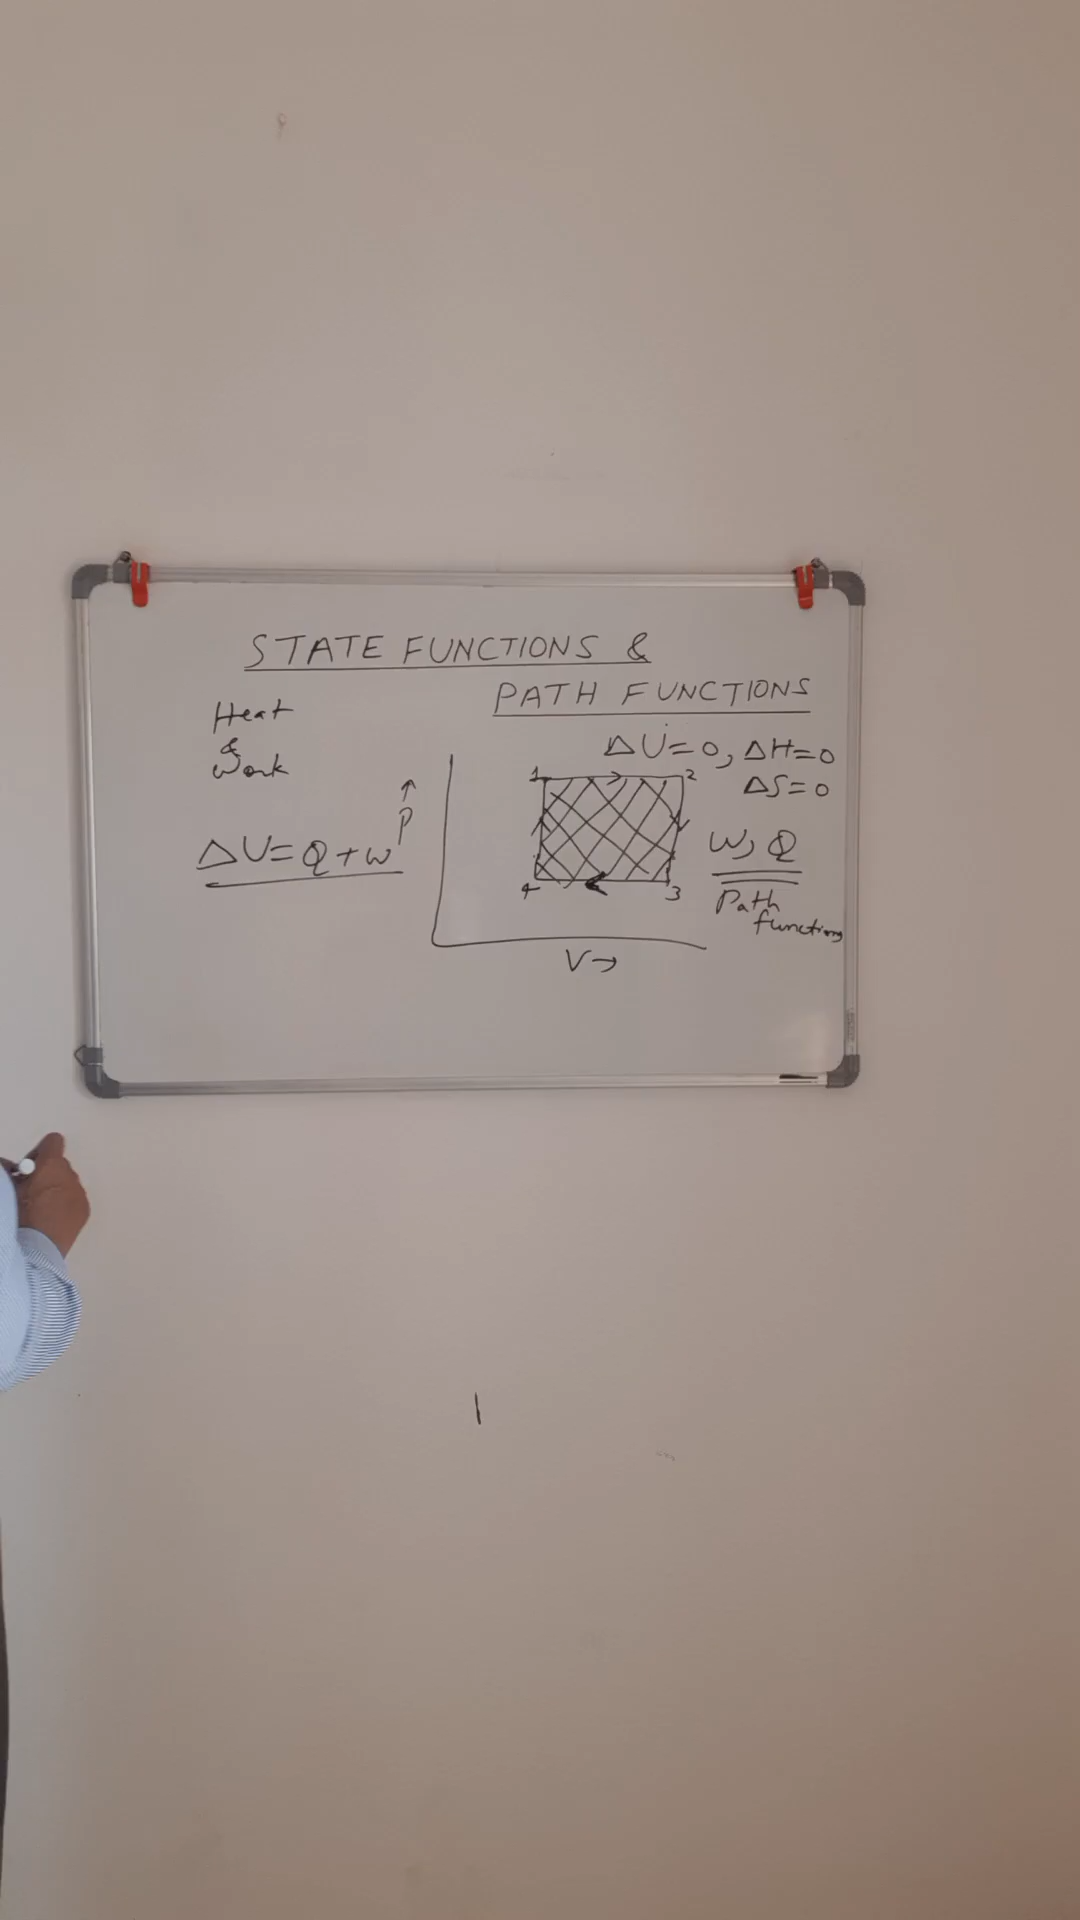 STATE FUNCTIONS &
PATH FUNCTIONS
Heat
&
Work
ΔU = Q + W
ΔU = 0, ΔH = 0
ΔS = 0
↑
P
1
2
3
4
V →
W, Q
Path
functions